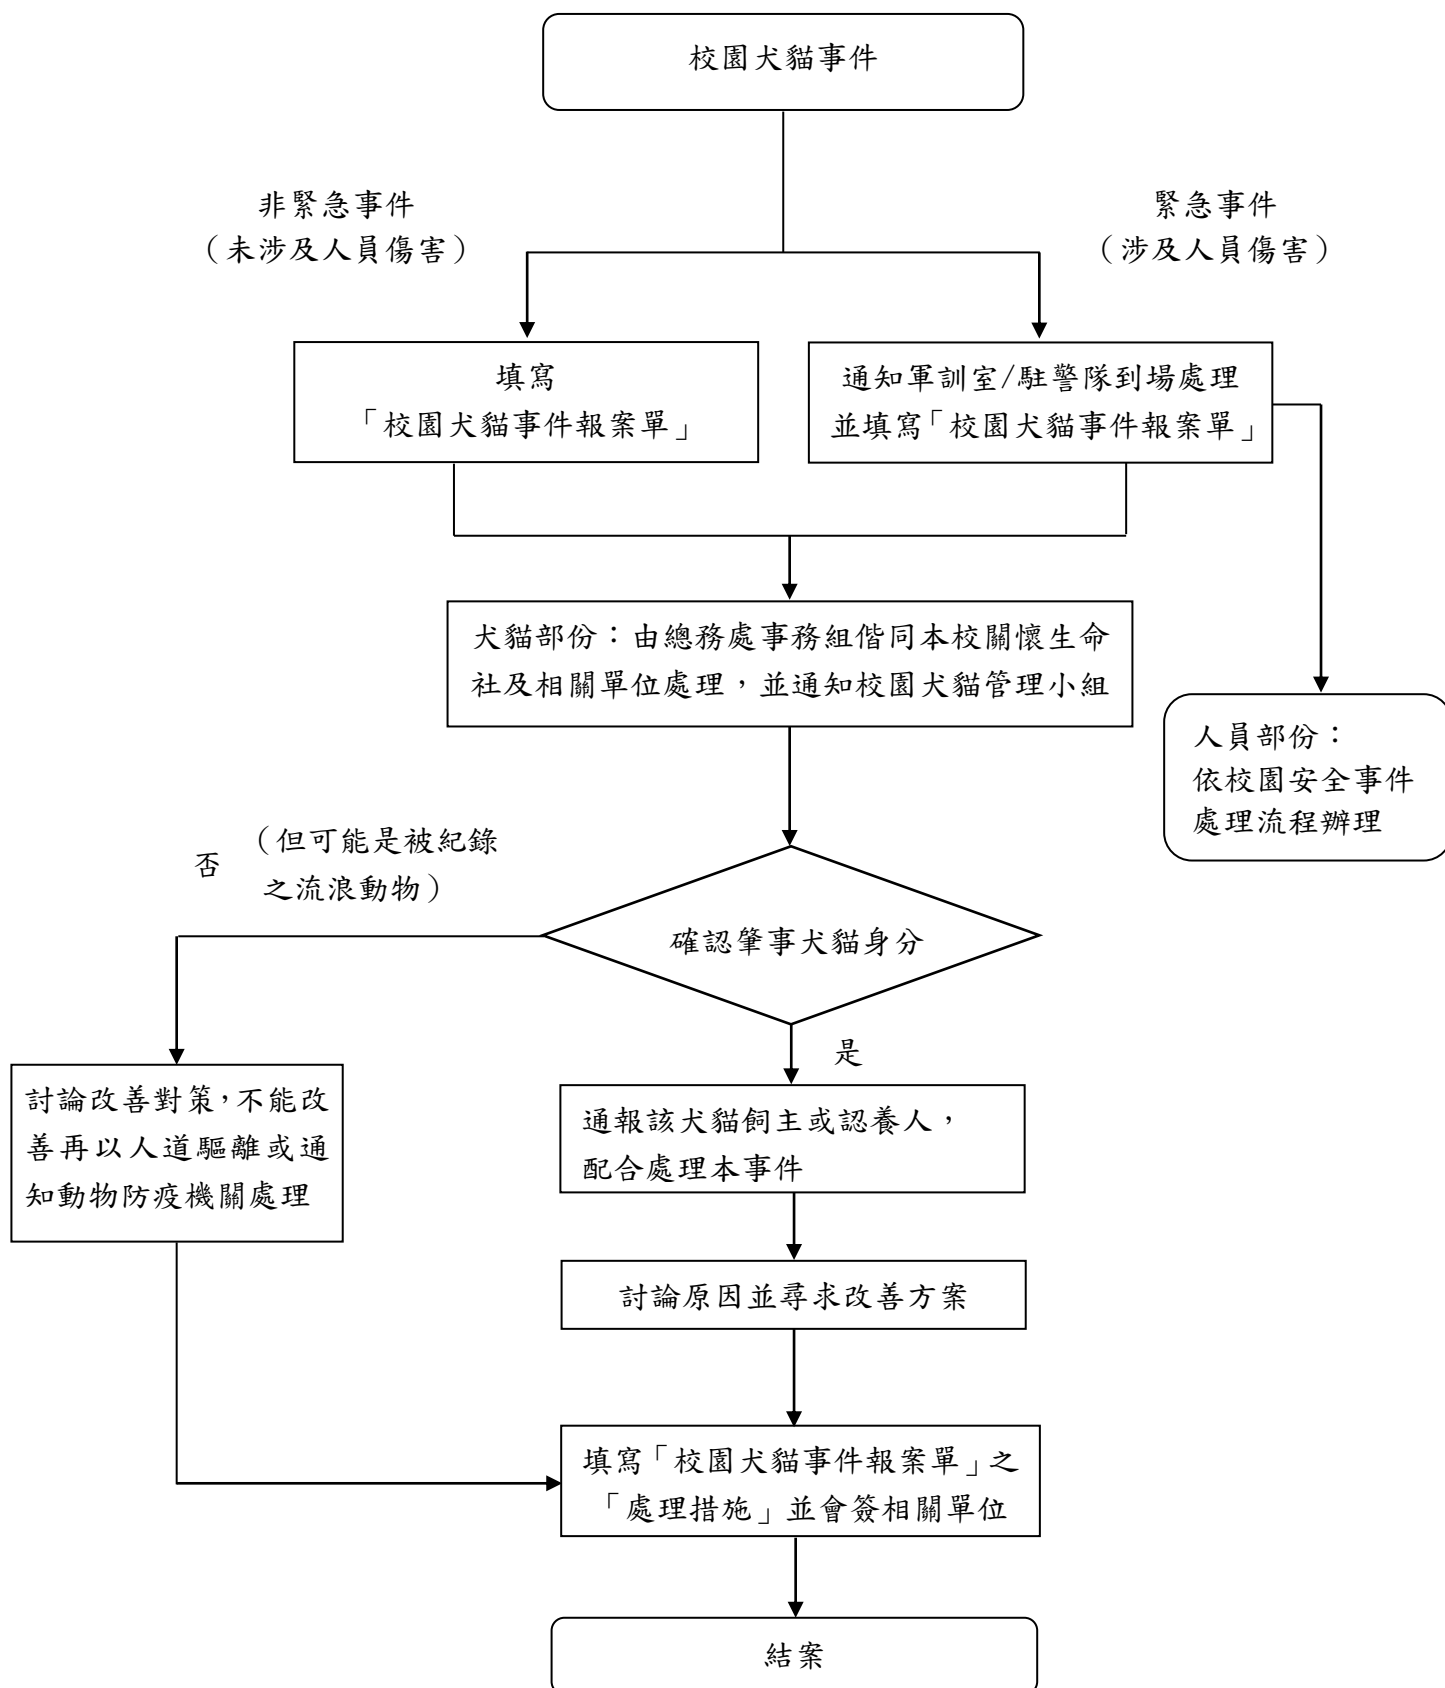 校園犬貓事件
非緊急事件
（未涉及人員傷害）
緊急事件
（涉及人員傷害）
填寫
「校園犬貓事件報案單」
通知軍訓室/駐警隊到場處理
並填寫「校園犬貓事件報案單」
犬貓部份：由總務處事務組偕同本校關懷生命
社及相關單位處理，並通知校園犬貓管理小組
人員部份：
依校園安全事件
處理流程辦理
否
（但可能是被紀錄
之流浪動物）
確認肇事犬貓身分
是
討論改善對策，不能改
善再以人道驅離或通
知動物防疫機關處理
通報該犬貓飼主或認養人，
配合處理本事件
討論原因並尋求改善方案
填寫「校園犬貓事件報案單」之
「處理措施」並會簽相關單位
結案